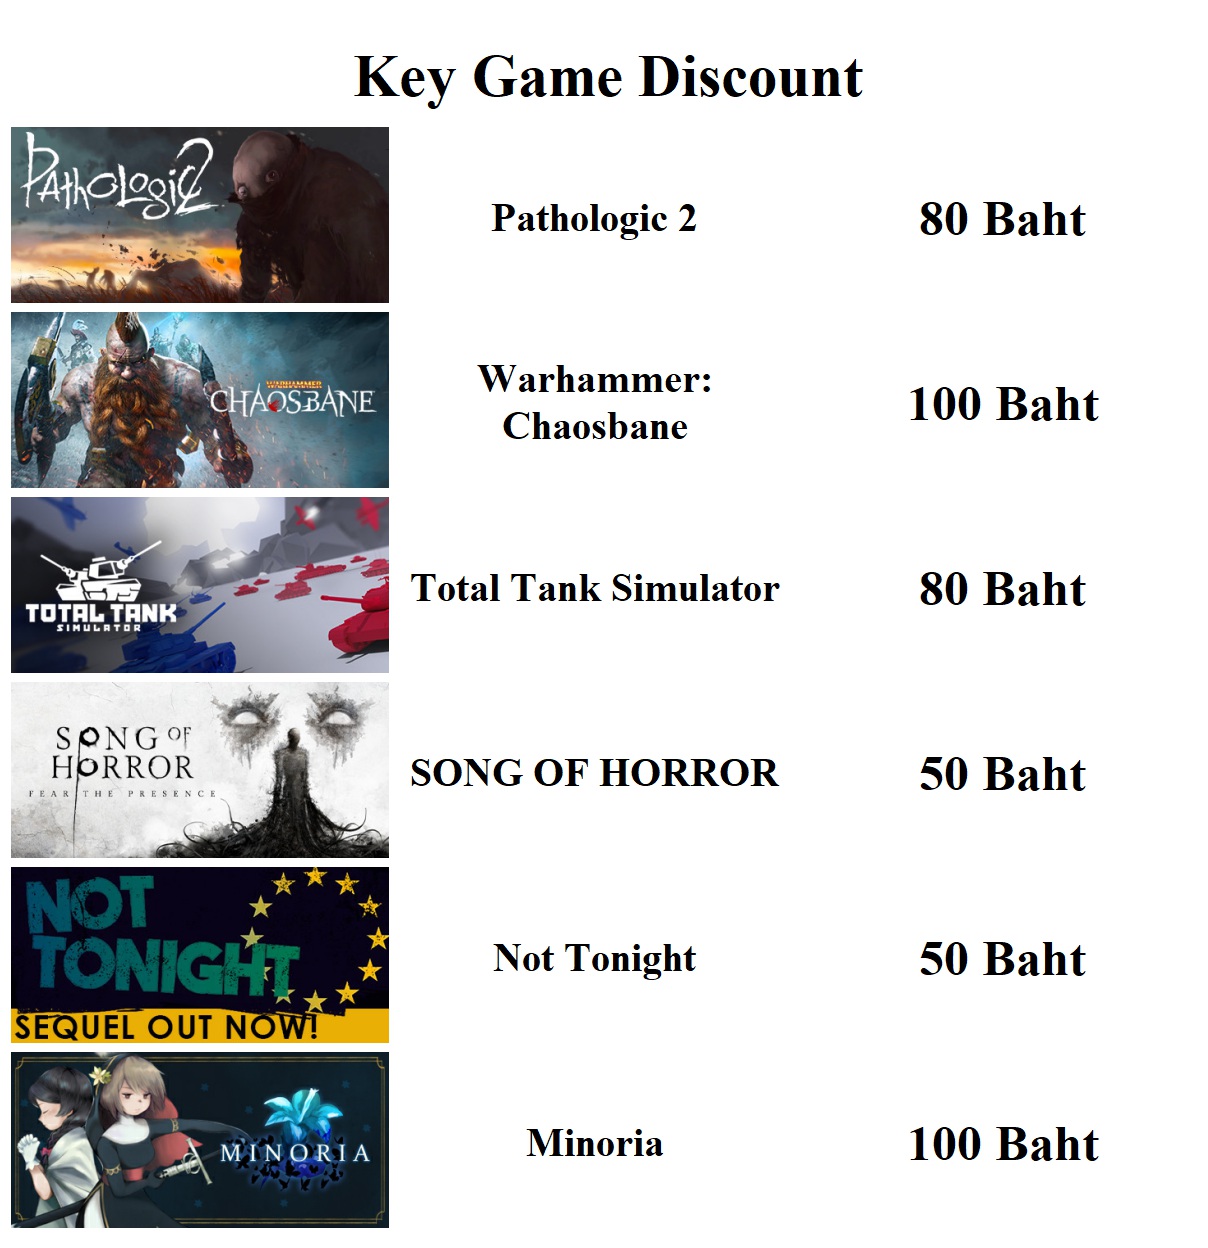 Key Game Discount
PathoLogic 2
Pathologic 2
80 Baht
WARHAMMER
CHAOSBANE
Warhammer:
Chaosbane
100 Baht
TOTAL TANK
SIMULATOR
Total Tank Simulator
80 Baht
SONG OF
HORROR
FEAR THE PRESENCE
SONG OF HORROR
50 Baht
NOT
TONIGHT
SEQUEL OUT NOW!
Not Tonight
50 Baht
MINORIA
Minoria
100 Baht